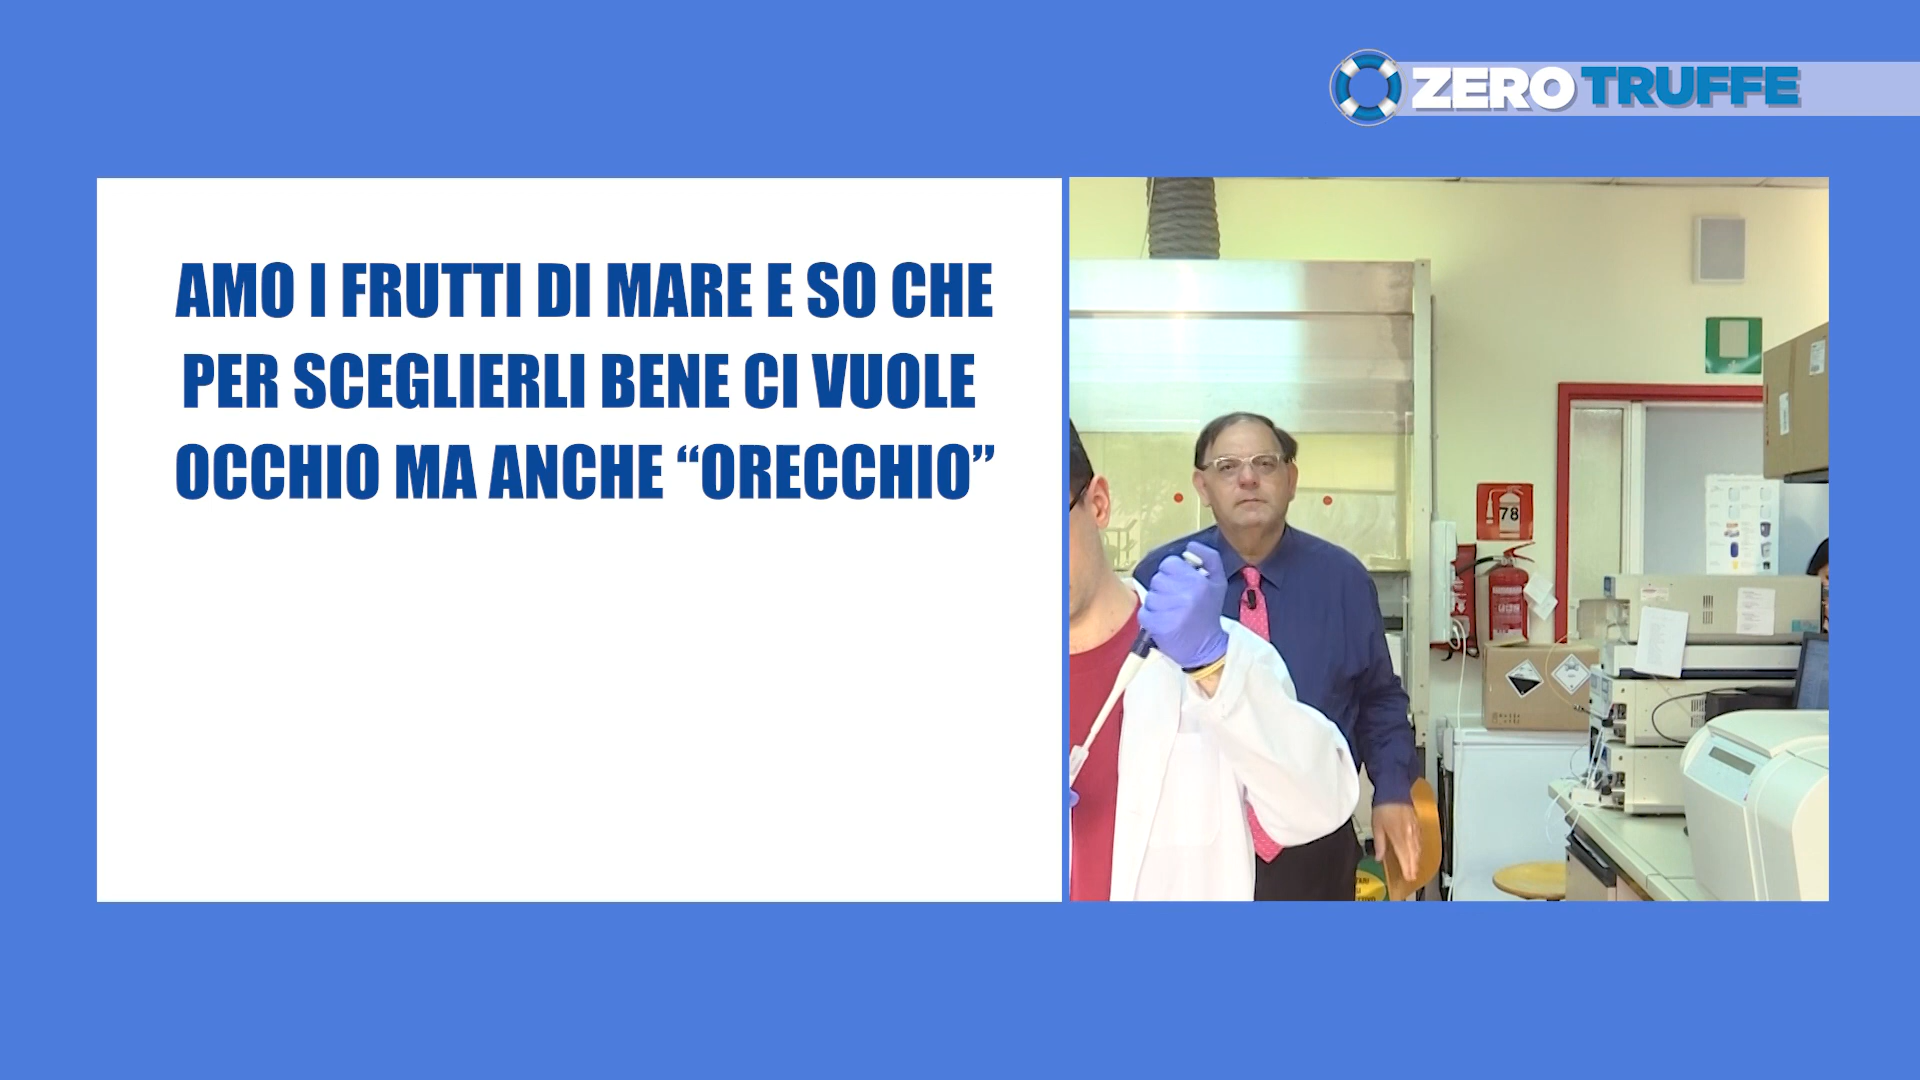 ZERO TRUFFE
AMO I FRUTTI DI MARE E SO CHE
PER SCEGLIERLI BENE CI VUOLE
OCCHIO MA ANCHE “ORECCHIO”
78